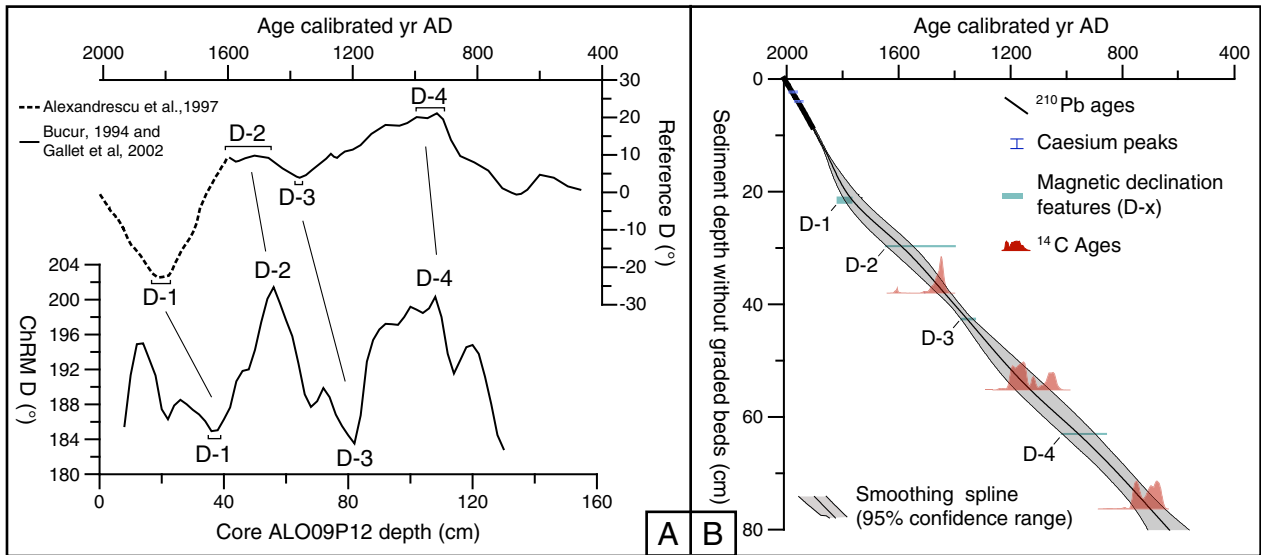 Age calibrated yr AD
2000 1600 1200 800 400
30
20
10
0
-10
-20
-30
Reference D (°)
Alexandrescu et al.,1997
Bucur, 1994 and
Gallet et al, 2002
D-1
D-2
D-3
D-4
204
200
196
192
188
184
180
ChRM D (°)
D-1
D-2
D-3
D-4
0 40 80 120 160
Core ALO09P12 depth (cm)
A
Age calibrated yr AD
2000 1600 1200 800 400
0
20
40
60
80
Sediment depth without graded beds (cm)
²¹⁰Pb ages
Caesium peaks
Magnetic declination
features (D-x)
¹⁴C Ages
D-1
D-2
D-3
D-4
Smoothing spline
(95% confidence range)
B